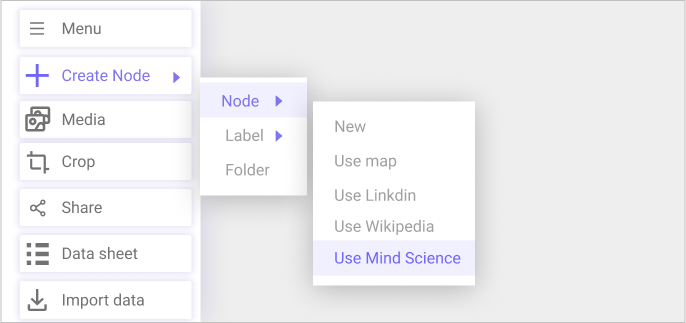 Menu
Create Node
Media
Crop
Share
Data sheet
Import data
Node
Label
Folder
New
Use map
Use Linkdin
Use Wikipedia
Use Mind Science